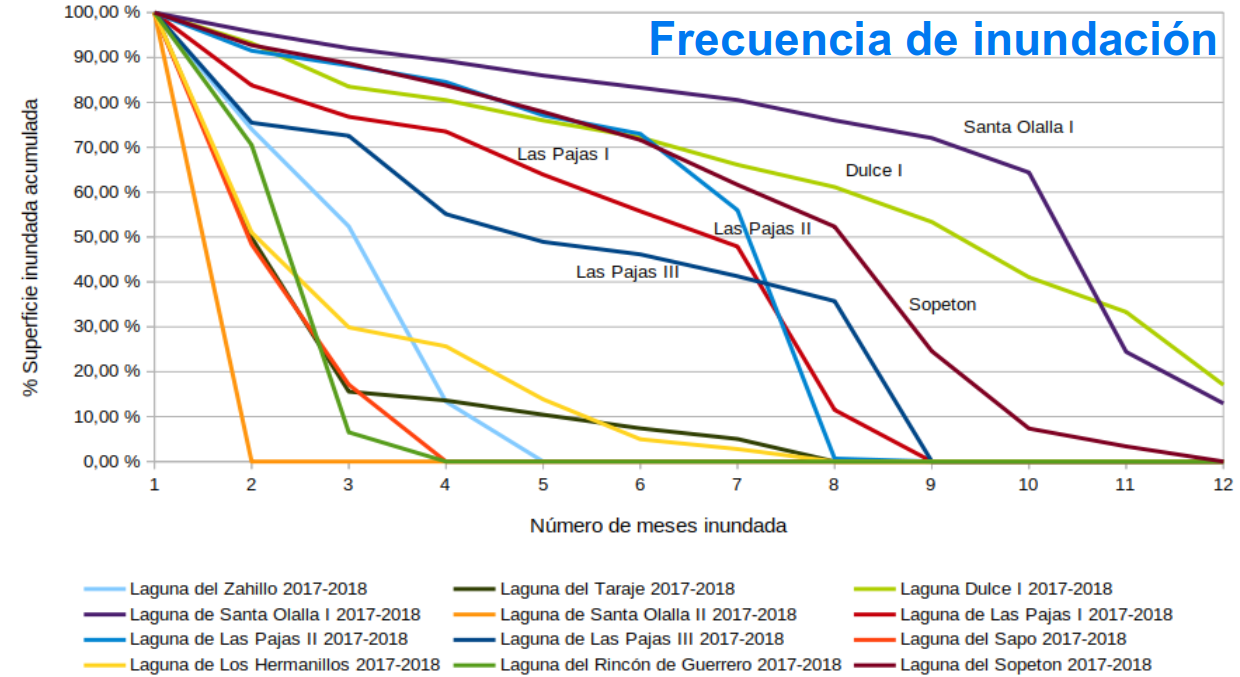 Frecuencia de inundación
100,00 %
90,00 %
80,00 %
70,00 %
60,00 %
50,00 %
40,00 %
30,00 %
20,00 %
10,00 %
0,00 %
% Superficie inundada acumulada
Santa Olalla I
Las Pajas I
Dulce I
Las Pajas II
Las Pajas III
Sopeton
1 2 3 4 5 6 7 8 9 10 11 12
Número de meses inundada
Laguna del Zahillo 2017-2018 Laguna del Taraje 2017-2018 Laguna Dulce I 2017-2018
Laguna de Santa Olalla I 2017-2018 Laguna de Santa Olalla II 2017-2018 Laguna de Las Pajas I 2017-2018
Laguna de Las Pajas II 2017-2018 Laguna de Las Pajas III 2017-2018 Laguna del Sapo 2017-2018
Laguna de Los Hermanillos 2017-2018 Laguna del Rincón de Guerrero 2017-2018 Laguna del Sopeton 2017-2018